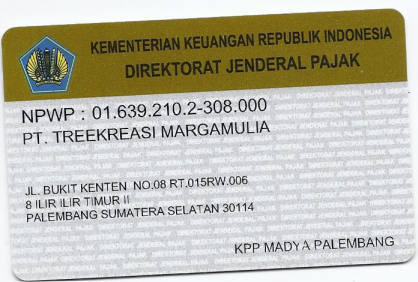 KEMENTERIAN KEUANGAN REPUBLIK INDONESIA
DIREKTORAT JENDERAL PAJAK
NPWP : 01.639.210.2-308.000
PT. TREEKREASI MARGAMULIA
JL. BUKIT KENTEN NO.08 RT.015RW.006
8 ILIR ILIR TIMUR II
PALEMBANG SUMATERA SELATAN 30114
KPP MADYA PALEMBANG